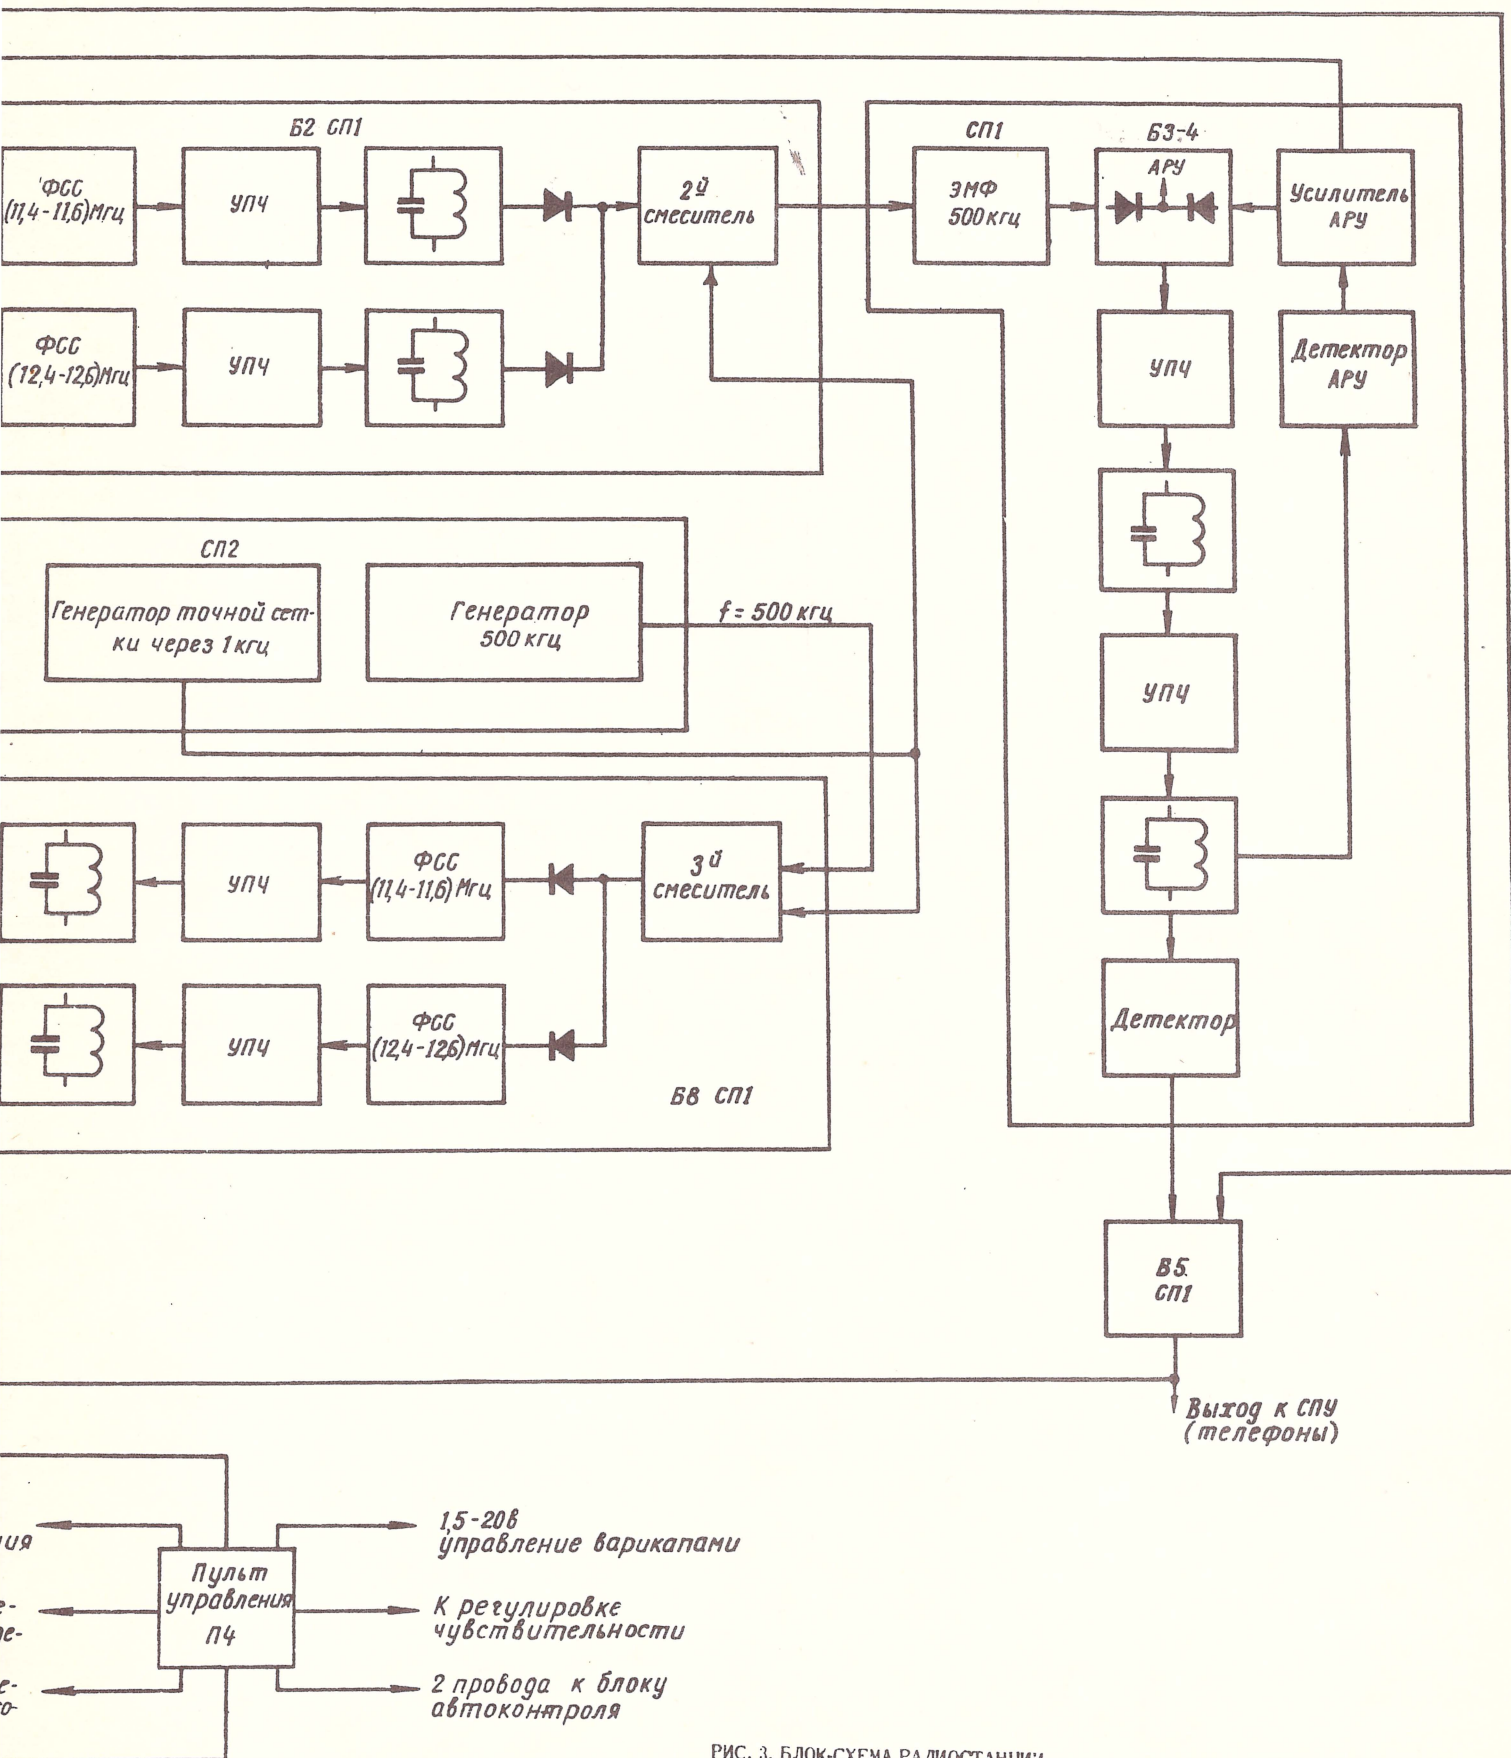 Б2 СП1
ФСС
(11,4-11,6)Мгц
УПЧ
2й
смеситель
СП1
ЭМФ
500кгц
Б3-4
АРУ
Усилитель
АРУ
ФСС
(12,4-12,6)Мгц
УПЧ
УПЧ
Детектор
АРУ
СП2
Генератор точной сет-
ки через 1кгц
Генератор
500кгц
f=500кгц
УПЧ
УПЧ
ФСС
(11,4-11,6)Мгц
3й
смеситель
УПЧ
ФСС
(12,4-12,6)Мгц
Б8 СП1
Детектор
В5
СП1
Выход к СПУ
(телефоны)
ия
е-
е-
е-
о-
Пульт
управления
П4
1,5-20в
управление варикапами
К регулировке
чувствительности
2 провода к блоку
автоконтроля
РИС. 3. БЛОК-СХЕМА РАДИОСТАНЦИИ